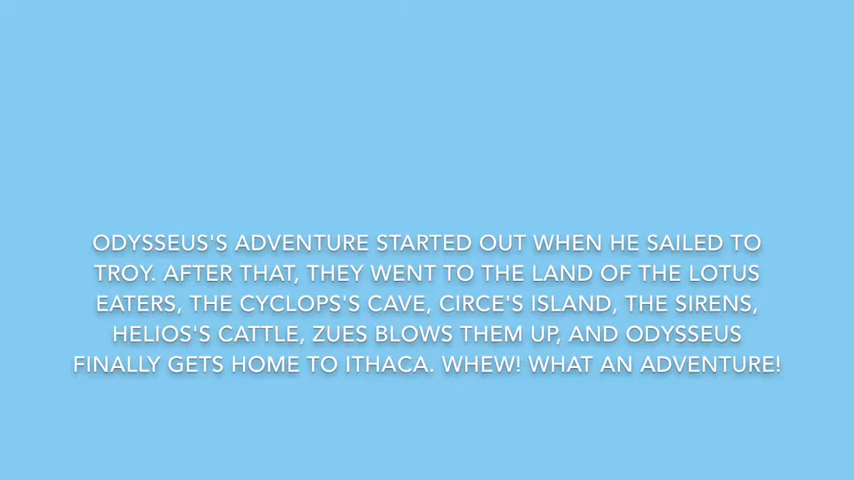 ODYSSEUS'S ADVENTURE STARTED OUT WHEN HE SAILED TO
TROY. AFTER THAT, THEY WENT TO THE LAND OF THE LOTUS
EATERS, THE CYCLOPS'S CAVE, CIRCE'S ISLAND, THE SIRENS,
HELIOS'S CATTLE, ZUES BLOWS THEM UP, AND ODYSSEUS
FINALLY GETS HOME TO ITHACA. WHEW! WHAT AN ADVENTURE!